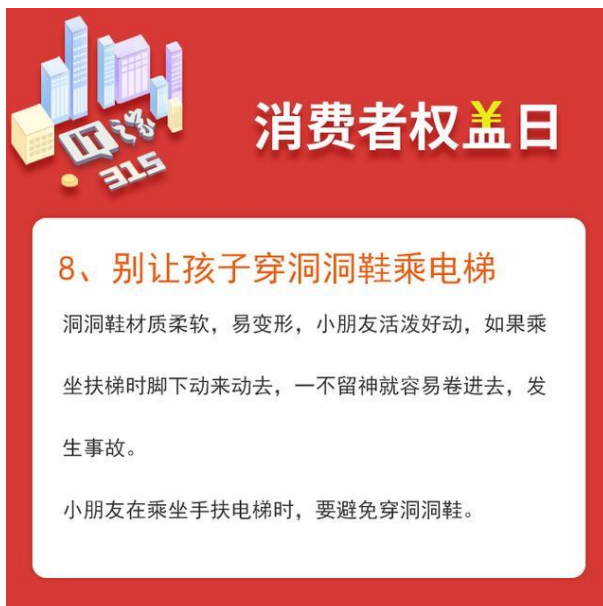 315
消费者权益日
8、别让孩子穿洞洞鞋乘电梯
洞洞鞋材质柔软，易变形，小朋友活泼好动，如果乘
坐扶梯时脚下动来动去，一不留神就容易卷进去，发
生事故。
小朋友在乘坐手扶电梯时，要避免穿洞洞鞋。